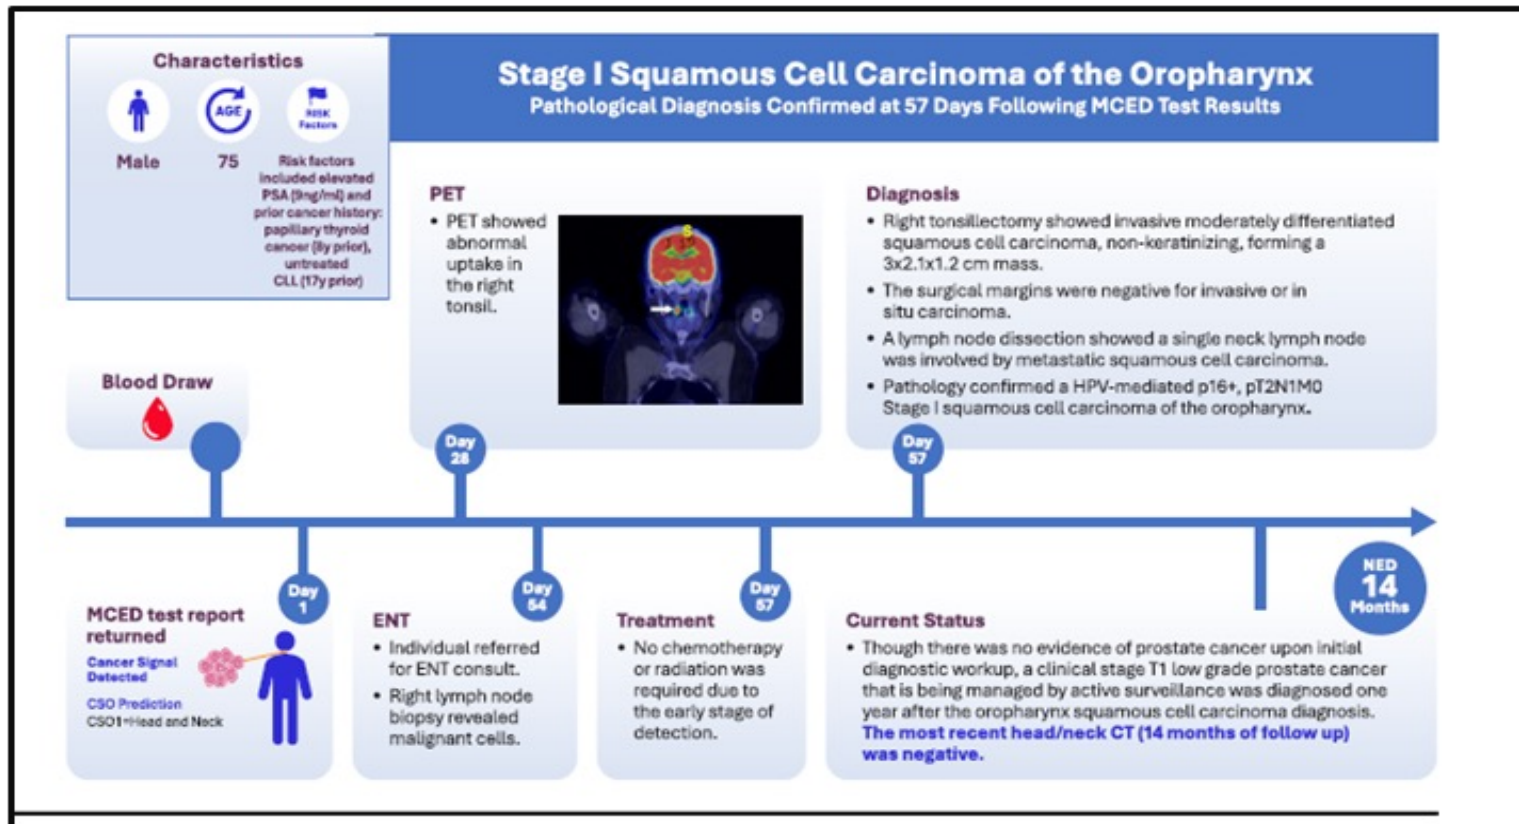 Characteristics
AGE
RISK
Factors
Male
75
Risk factors
included elevated
PSA (9ng/ml) and
prior cancer history:
papillary thyroid
cancer (8y prior),
untreated
CLL (17y prior)
Stage I Squamous Cell Carcinoma of the Oropharynx
Pathological Diagnosis Confirmed at 57 Days Following MCED Test Results
PET
• PET showed
abnormal
uptake in
the right
tonsil.
S
Diagnosis
• Right tonsillectomy showed invasive moderately differentiated
squamous cell carcinoma, non-keratinizing, forming a
3x2.1x1.2 cm mass.
• The surgical margins were negative for invasive or in
situ carcinoma.
• A lymph node dissection showed a single neck lymph node
was involved by metastatic squamous cell carcinoma.
• Pathology confirmed a HPV-mediated p16+, pT2N1M0
Stage I squamous cell carcinoma of the oropharynx.
Blood Draw
Day
28
Day
57
Day
1
MCED test report
returned
Cancer Signal
Detected
CSO Prediction
CSO1=Head and Neck
Day
54
ENT
• Individual referred
for ENT consult.
• Right lymph node
biopsy revealed
malignant cells.
Day
57
Treatment
• No chemotherapy
or radiation was
required due to
the early stage of
detection.
NED
14
Months
Current Status
• Though there was no evidence of prostate cancer upon initial
diagnostic workup, a clinical stage T1 low grade prostate cancer
that is being managed by active surveillance was diagnosed one
year after the oropharynx squamous cell carcinoma diagnosis.
The most recent head/neck CT (14 months of follow up)
was negative.